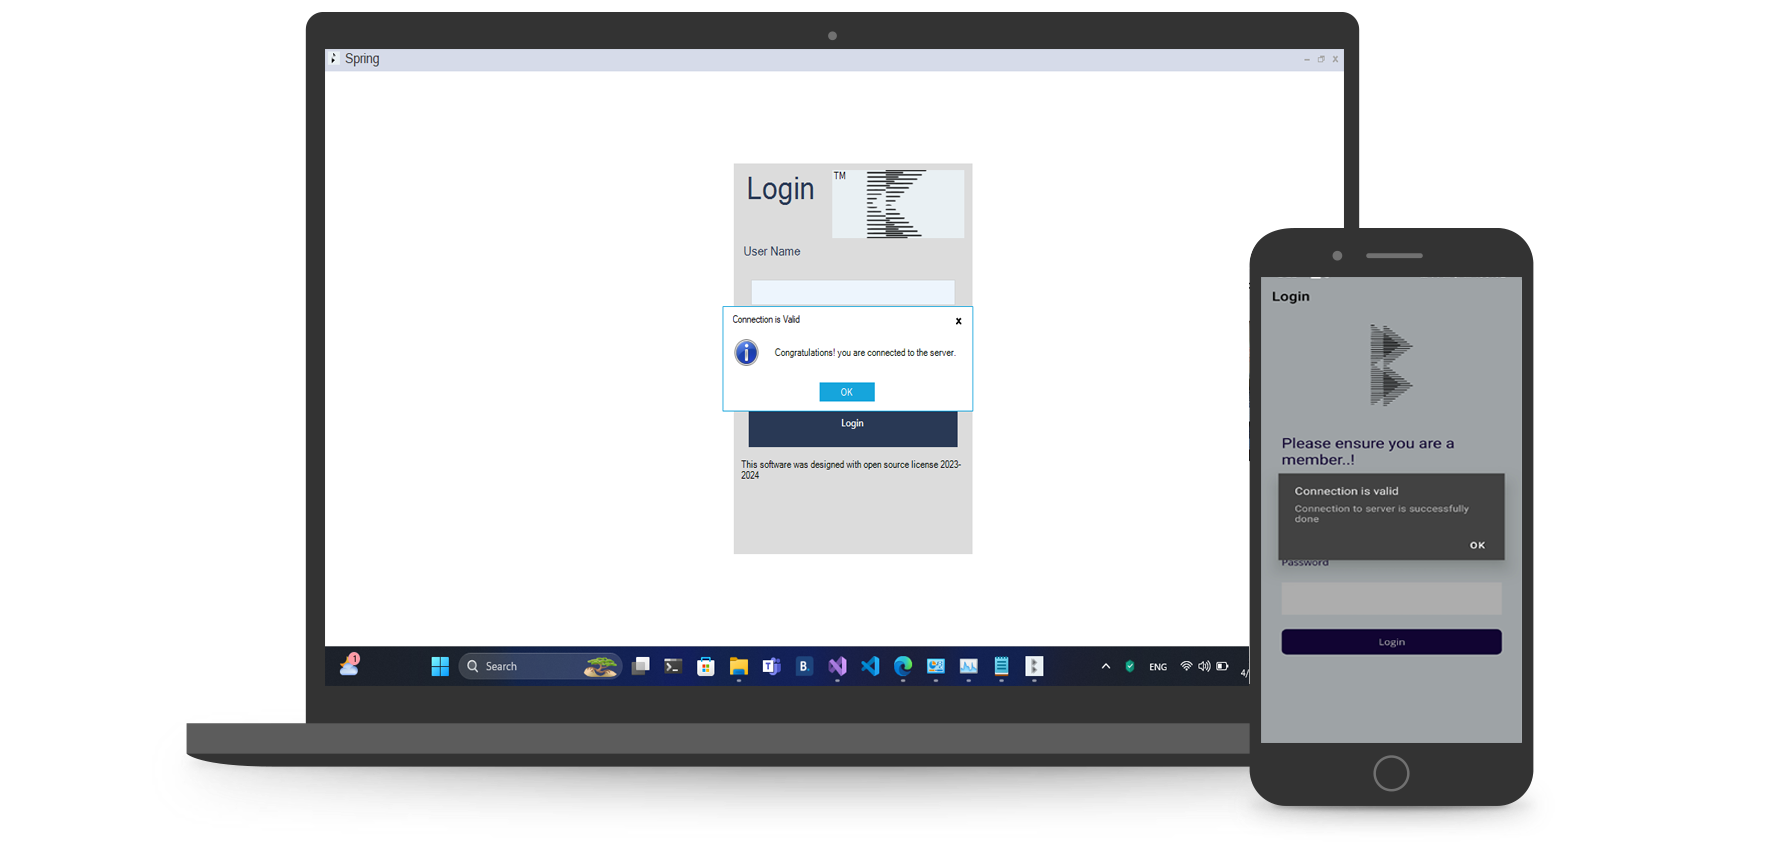 Spring
Login
TM
User Name
Connection is Valid
x
Congratulations! you are connected to the server.
OK
Login
This software was designed with open source license 2023-
2024
1
Search
B.
ENG
4/
Login
Please ensure you are a
member..!
Connection is valid
Connection to server is successfully
done
OK
Password
Login